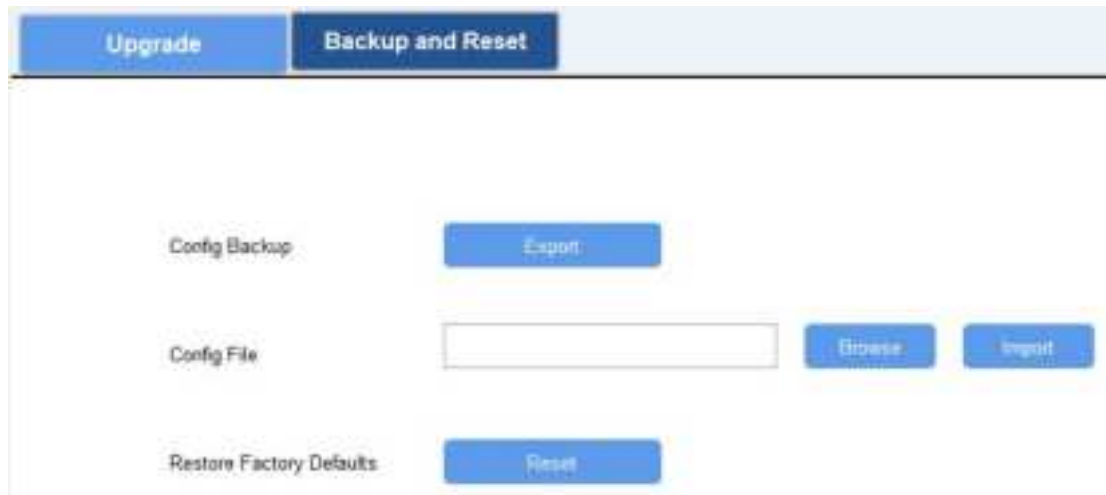 Upgrade
Backup and Reset
Config Backup
Export
Config File
Browse
Import
Restore Factory Defaults
Reset